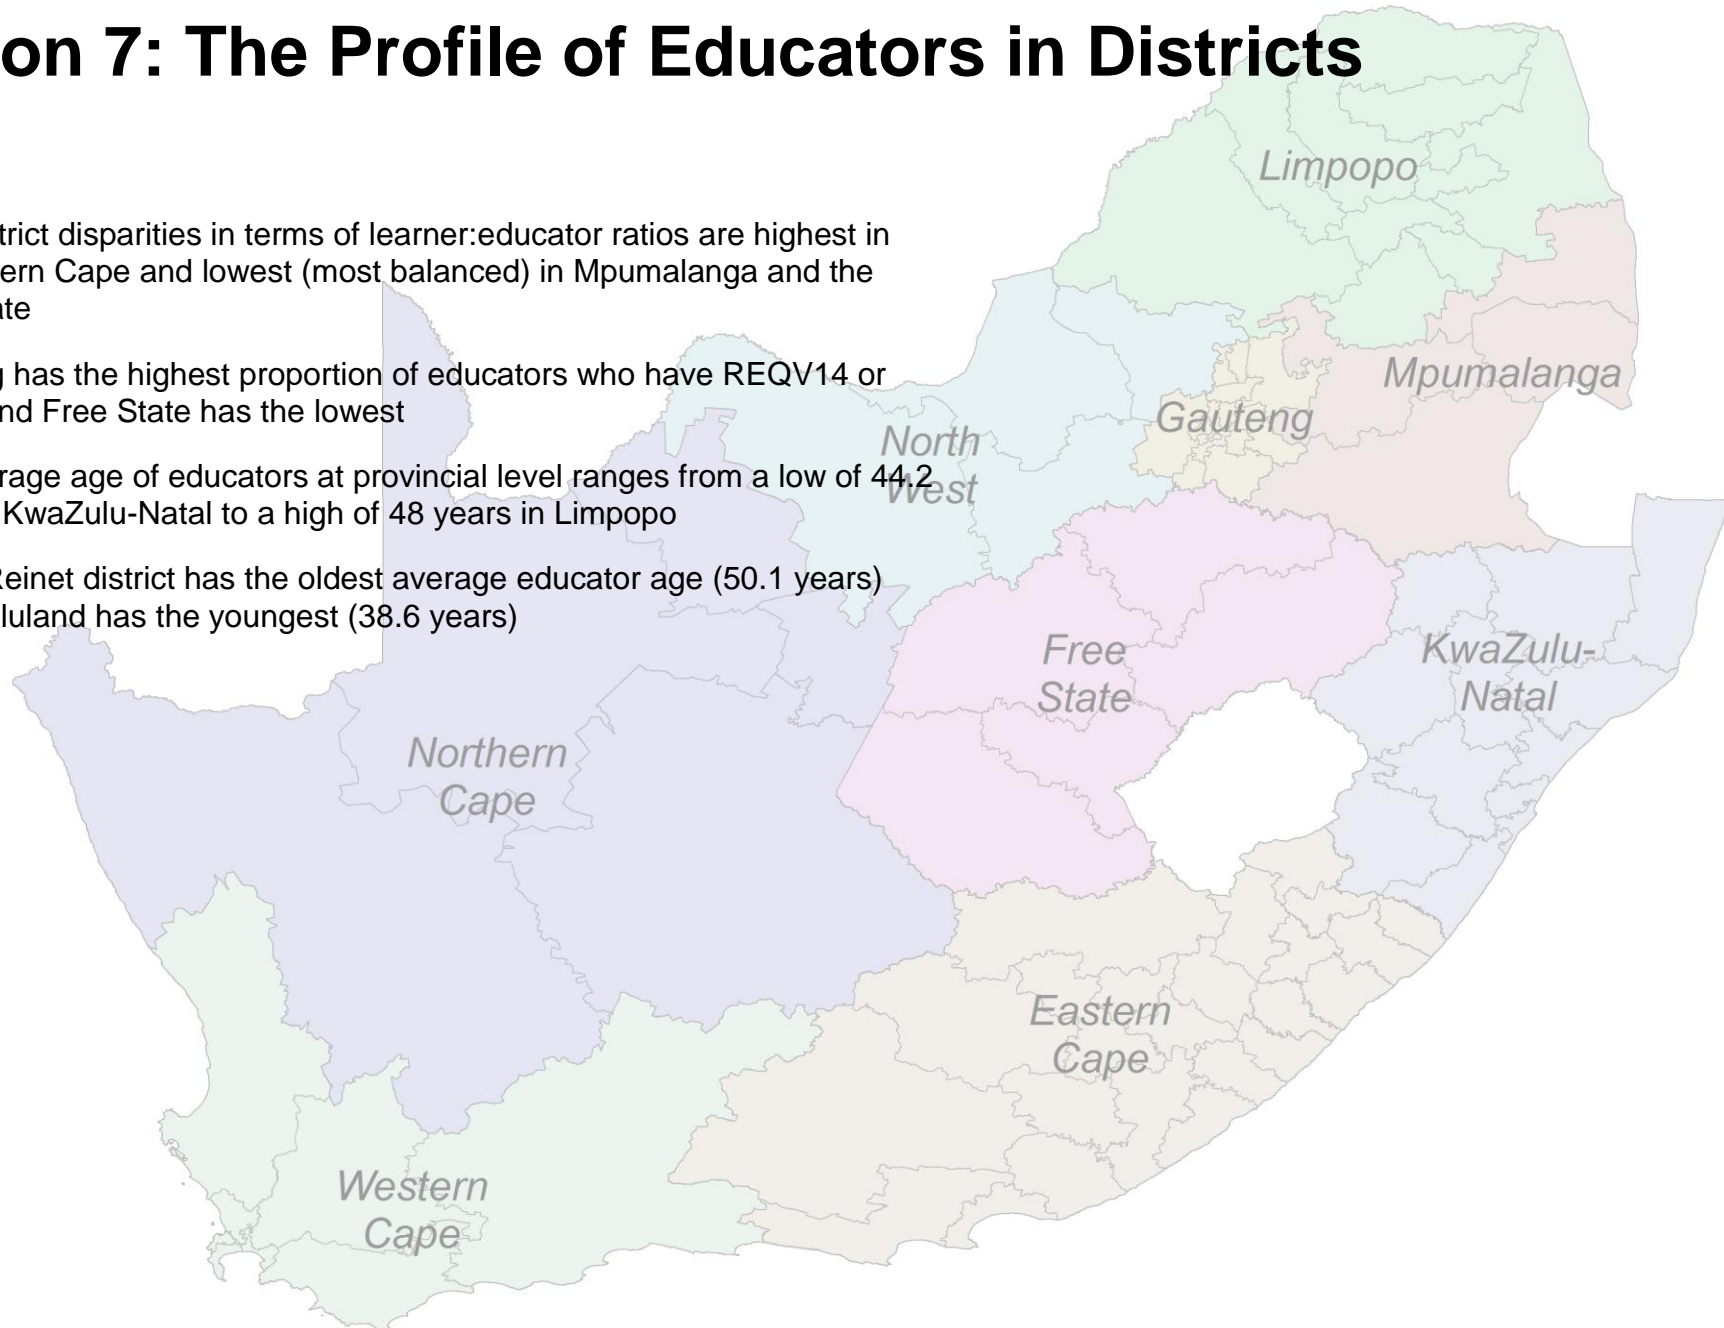 on 7: The Profile of Educators in Districts
trict disparities in terms of learner:educator ratios are highest in
ern Cape and lowest (most balanced) in Mpumalanga and the
ate
g has the highest proportion of educators who have REQV14 or
nd Free State has the lowest
rage age of educators at provincial level ranges from a low of 44.2
KwaZulu-Natal to a high of 48 years in Limpopo
Reinet district has the oldest average educator age (50.1 years)
luland has the youngest (38.6 years)
Limpopo
Mpumalanga
Gauteng
North
West
Free
State
KwaZulu-
Natal
Northern
Cape
Eastern
Cape
Western
Cape